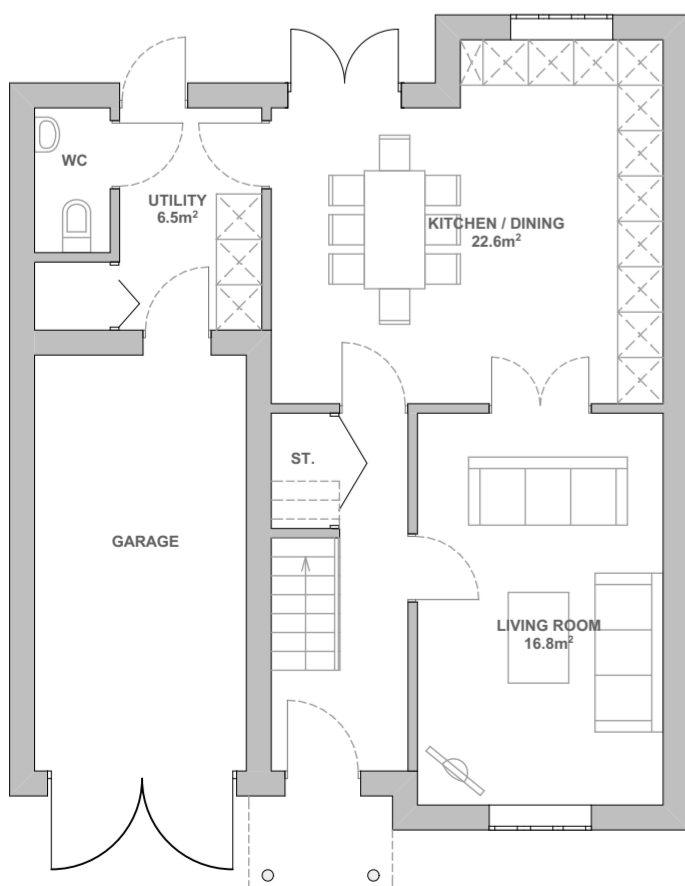 WC
UTILITY
6.5m²
KITCHEN / DINING
22.6m²
ST.
GARAGE
LIVING ROOM
16.8m²